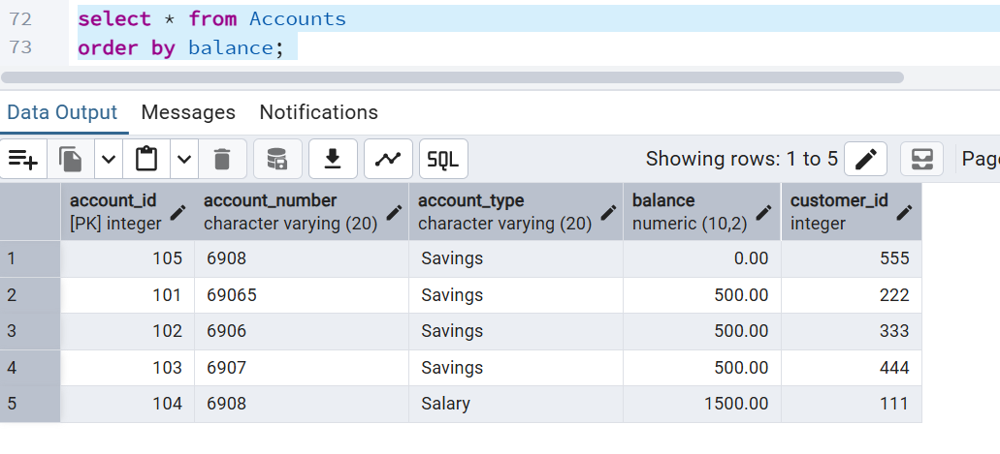 72 select * from Accounts
73 order by balance;
Data Output Messages Notifications
SQL Showing rows: 1 to 5 Page
account_id account_number account_type balance customer_id
[PK] integer character varying (20) character varying (20) numeric (10,2) integer
1 105 6908 Savings 0.00 555
2 101 69065 Savings 500.00 222
3 102 6906 Savings 500.00 333
4 103 6907 Savings 500.00 444
5 104 6908 Salary 1500.00 111